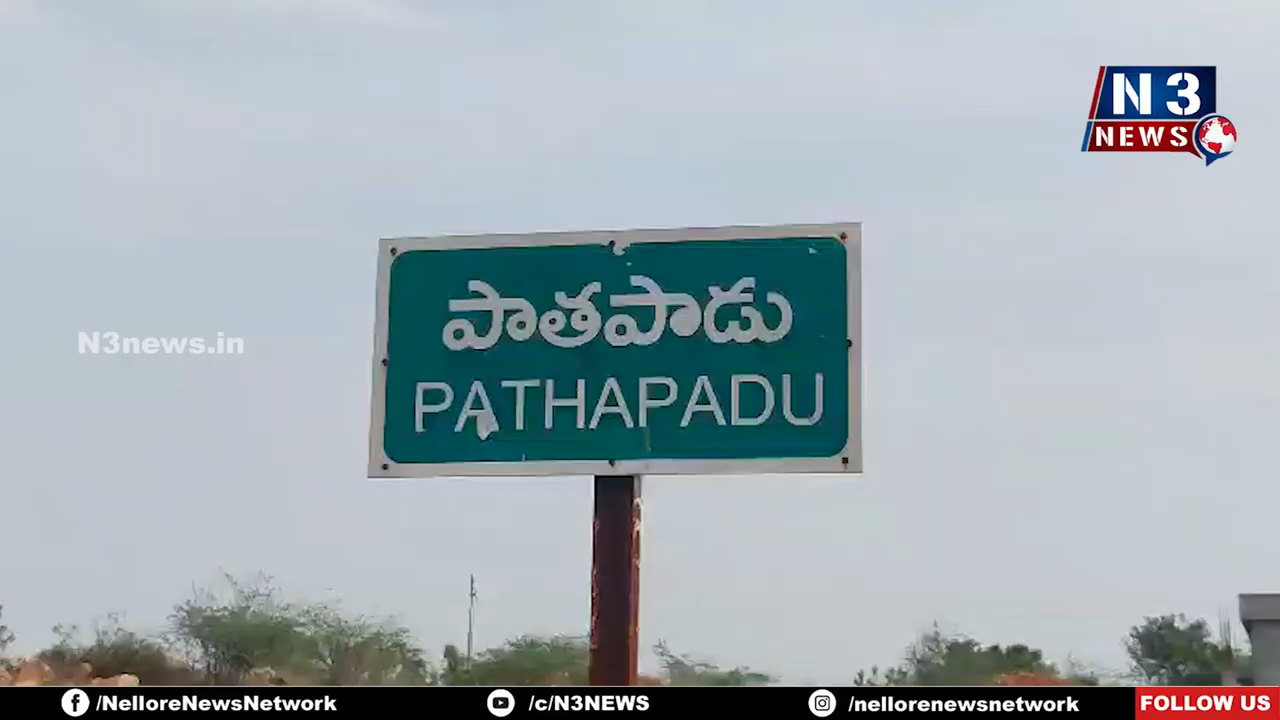 N3
NEWS
పాతపాడు
N3news.in
PATHAPADU
/NelloreNewsNetwork
/c/N3NEWS
/nellorenewsnetwork
FOLLOW US